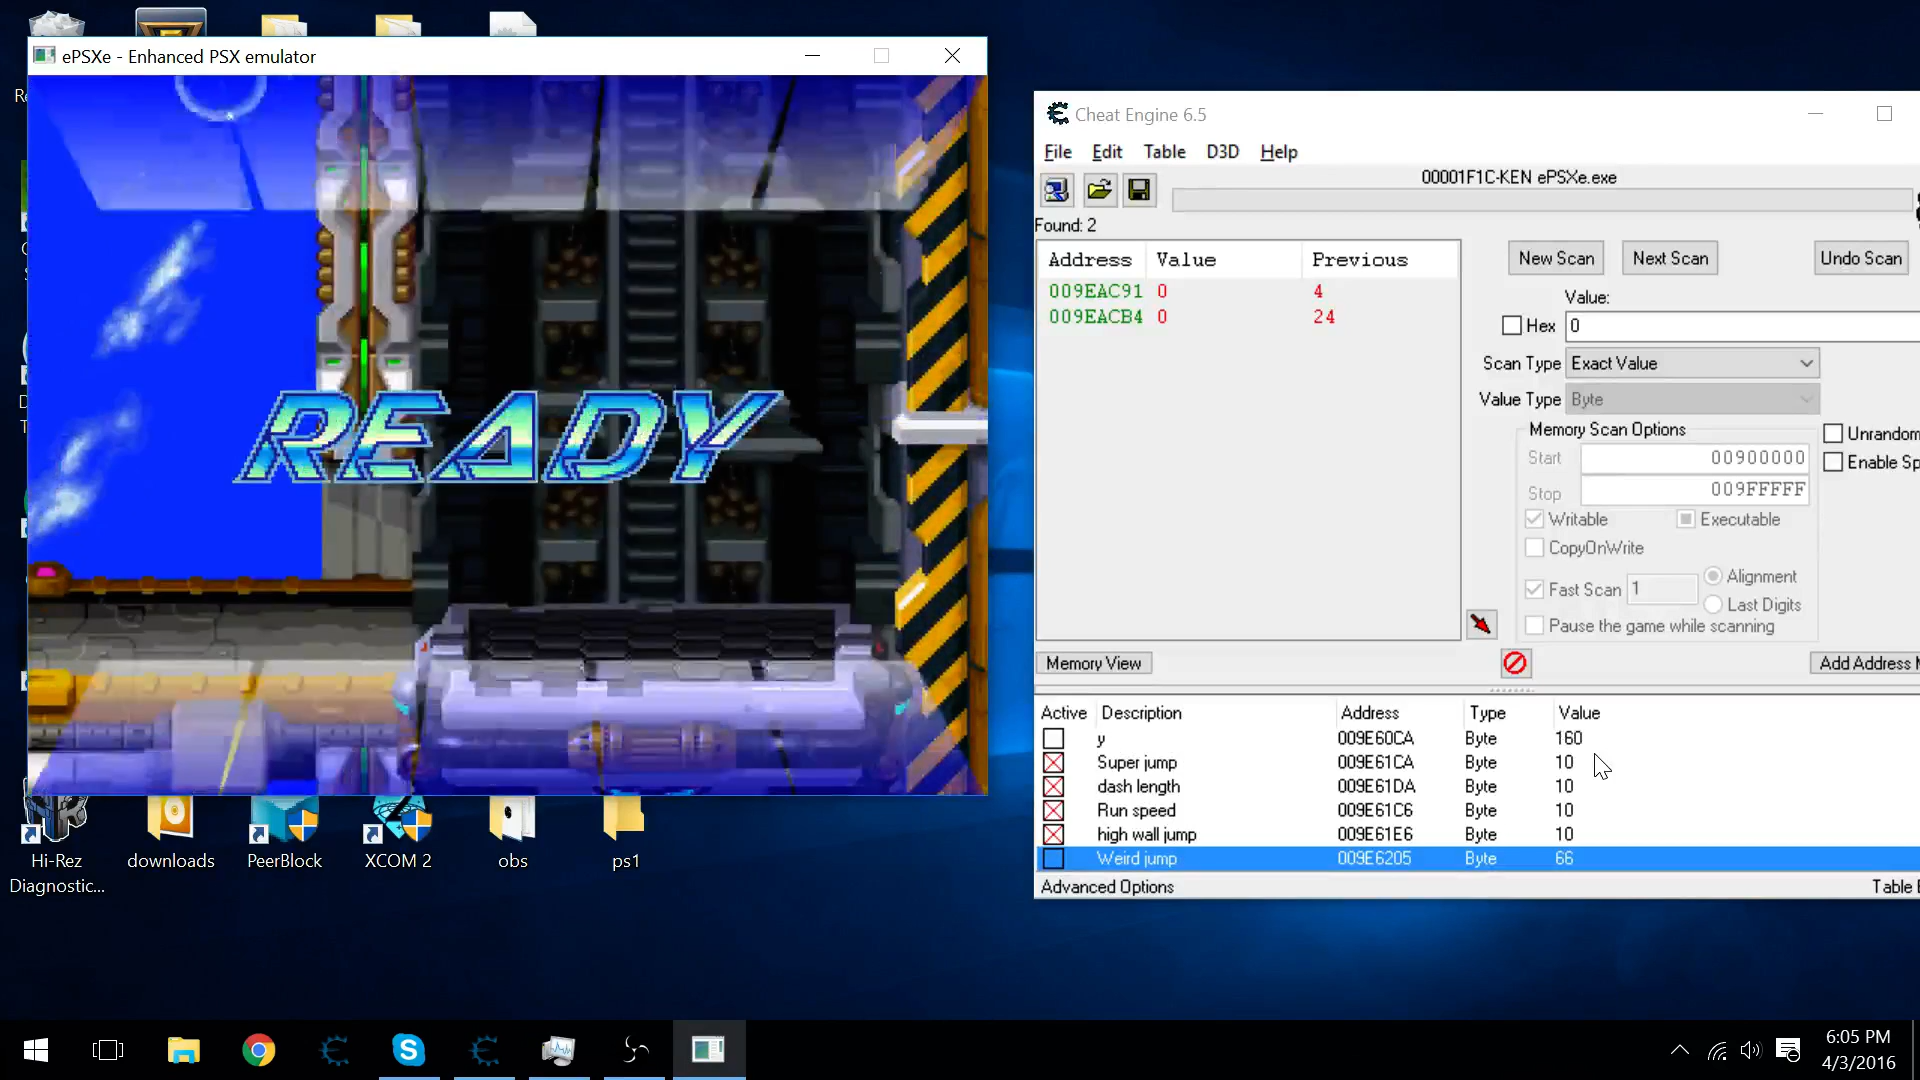 ePSXe - Enhanced PSX emulator
READY
Cheat Engine 6.5
File Edit Table D3D Help
00001F1C-KEN ePSXe.exe
Found: 2
Address Value Previous
009EAC91 0 4
009EACB4 0 24
New Scan Next Scan Undo Scan
Value:
Hex 0
Scan Type Exact Value
Value Type Byte
Memory Scan Options
Start 00900000
Stop 009FFFFF
Writable Executable
CopyOnWrite
Fast Scan 1 Alignment
Last Digits
Pause the game while scanning
Unrandom
Enable Sp
Memory View Add Address M
Active Description Address Type Value
y 009E60CA Byte 160
Super jump 009E61CA Byte 10
dash length 009E61DA Byte 10
Run speed 009E61C6 Byte 10
high wall jump 009E61E6 Byte 10
Weird jump 009E6205 Byte 66
Advanced Options Table E
Hi-Rez
Diagnostic...
downloads
PeerBlock
XCOM 2
obs
ps1
6:05 PM
4/3/2016